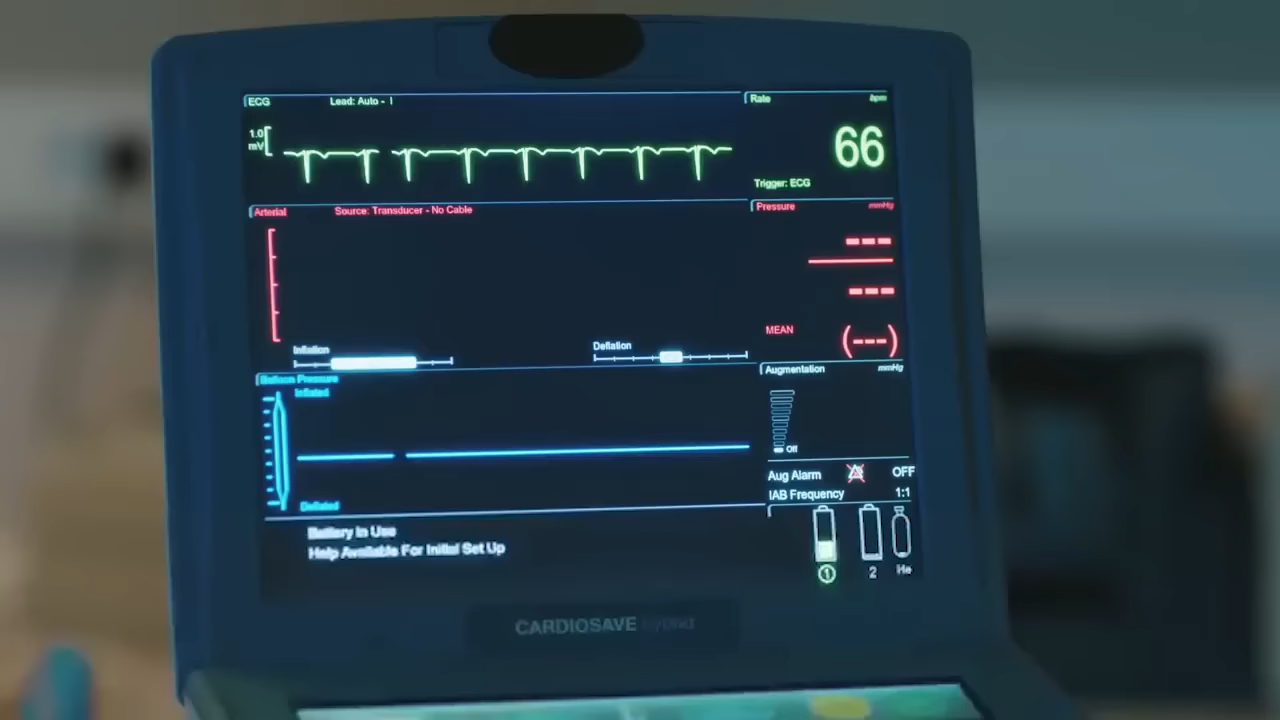 ECG Lead: Auto - I
Rate bpm
1.0
mV
66
Trigger: ECG
Arterial Source: Transducer - No Cable
Pressure mmHg
---
---
MEAN (---)
Inflation Deflation
Augmentation mmHg
Balloon Pressure
Inflated
Off
Aug Alarm OFF
IAB Frequency 1:1
Deflated
Battery In Use
Help Available For Initial Set Up
1 2 He
CARDIOSAVE hybrid